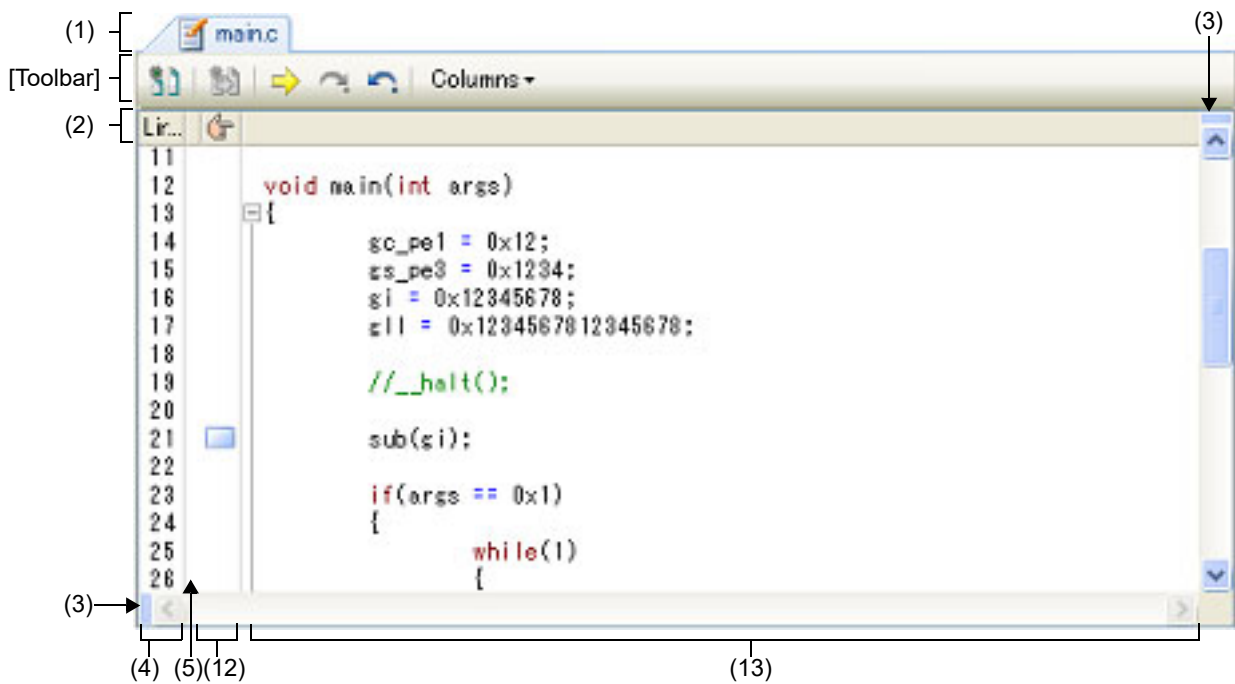 (1)
main.c
(3)
[Toolbar]
Columns
(2)
Lir...
11
12 void main(int args)
13 {
14 gc_pe1 = 0x12;
15 gs_pe3 = 0x1234;
16 gi = 0x12345678;
17 gll = 0x1234567812345678;
18
19 //__halt();
20
21 sub(gi);
22
23 if(args == 0x1)
24 {
25 while(1)
26 {
(3)
(4) (5)(12) (13)